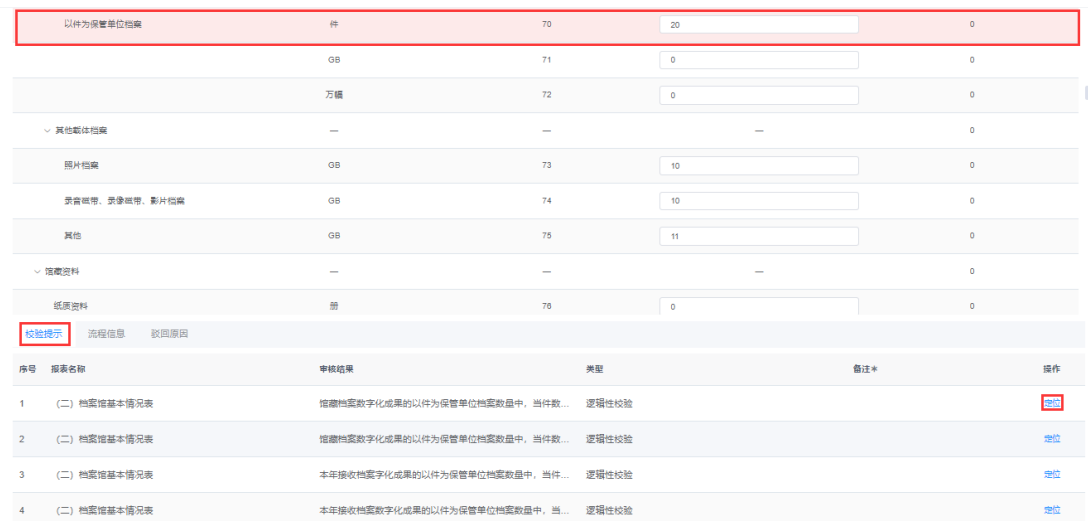 以件为保管单位档案 件 70 20 0
GB 71 0 0
万幅 72 0 0
其他载体档案 — — — 0
照片档案 GB 73 10 0
录音磁带、录像磁带、影片档案 GB 74 10 0
其他 GB 75 11 0
馆藏资料 — — — 0
纸质资料 册 76 0 0
校验提示 流程信息 驳回原因
序号 报表名称 审核结果 类型 备注* 操作
1 (二) 档案馆基本情况表 馆藏档案数字化成果的以件为保管单位档案数量中，当件数... 逻辑性校验 定位
2 (二) 档案馆基本情况表 馆藏档案数字化成果的以件为保管单位档案数量中，当件数... 逻辑性校验 定位
3 (二) 档案馆基本情况表 本年接收档案字化成果的以件为保管单位档案数量中，当件... 逻辑性校验 定位
4 (二) 档案馆基本情况表 本年接收档案数字化成果的以件为保管单位档案数量中，当... 逻辑性校验 定位